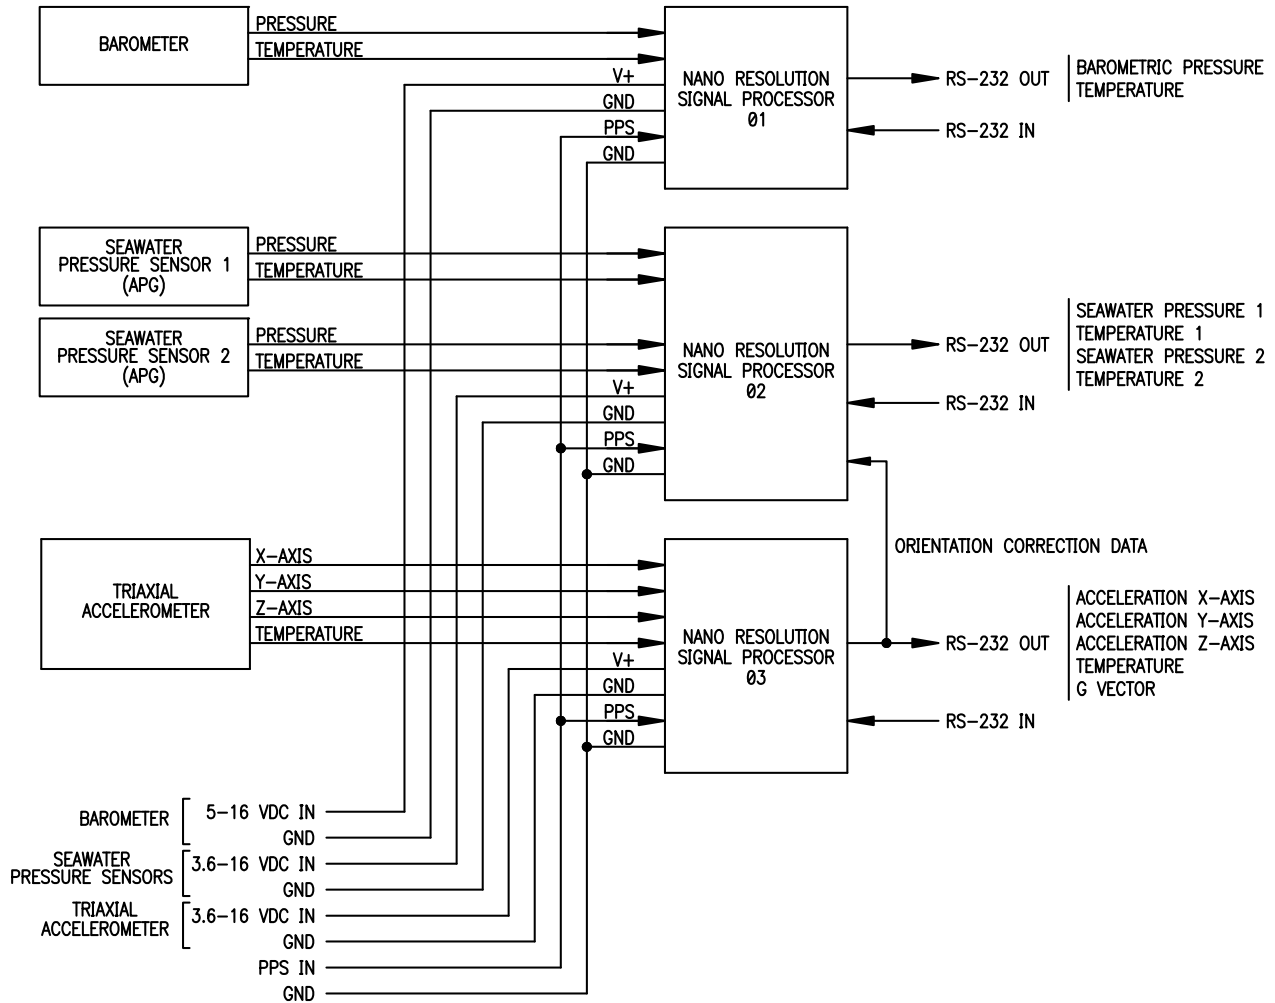 BAROMETER
PRESSURE
TEMPERATURE
V+
GND
PPS
GND
NANO RESOLUTION
SIGNAL PROCESSOR
01
RS-232 OUT
BAROMETRIC PRESSURE
TEMPERATURE
RS-232 IN
SEAWATER
PRESSURE SENSOR 1
(APG)
PRESSURE
TEMPERATURE
SEAWATER
PRESSURE SENSOR 2
(APG)
PRESSURE
TEMPERATURE
V+
GND
PPS
GND
NANO RESOLUTION
SIGNAL PROCESSOR
02
RS-232 OUT
SEAWATER PRESSURE 1
TEMPERATURE 1
SEAWATER PRESSURE 2
TEMPERATURE 2
RS-232 IN
ORIENTATION CORRECTION DATA
TRIAXIAL
ACCELEROMETER
X-AXIS
Y-AXIS
Z-AXIS
TEMPERATURE
V+
GND
PPS
GND
NANO RESOLUTION
SIGNAL PROCESSOR
03
RS-232 OUT
ACCELERATION X-AXIS
ACCELERATION Y-AXIS
ACCELERATION Z-AXIS
TEMPERATURE
G VECTOR
RS-232 IN
BAROMETER
5-16 VDC IN
GND
SEAWATER
PRESSURE SENSORS
3.6-16 VDC IN
GND
TRIAXIAL
ACCELEROMETER
3.6-16 VDC IN
GND
PPS IN
GND